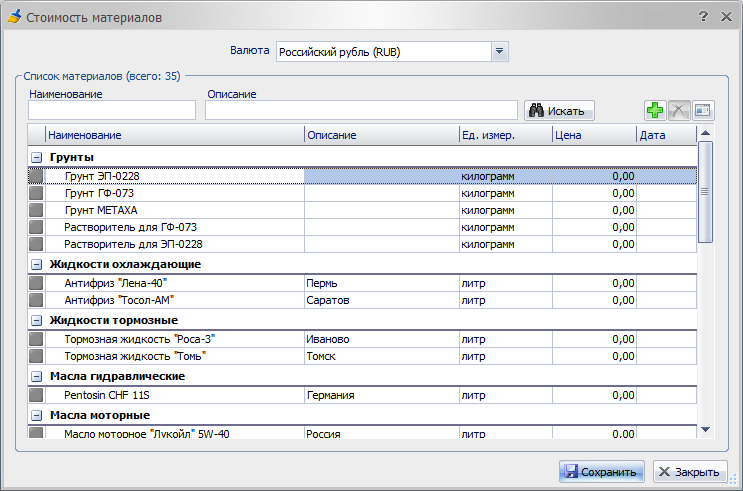 Стоимость материалов
Валюта Российский рубль (RUB)
Список материалов (всего: 35)
Наименование Описание
Искать
Наименование Описание Ед. измер. Цена Дата
Грунты
Грунт ЭП-0228 килограмм 0,00
Грунт ГФ-073 килограмм 0,00
Грунт МЕТАХА килограмм 0,00
Растворитель для ГФ-073 килограмм 0,00
Растворитель для ЭП-0228 килограмм 0,00
Жидкости охлаждающие
Антифриз "Лена-40" Пермь литр 0,00
Антифриз "Тосол-АМ" Саратов литр 0,00
Жидкости тормозные
Тормозная жидкость "Роса-3" Иваново литр 0,00
Тормозная жидкость "Томь" Томск литр 0,00
Масла гидравлические
Pentosin CHF 11S Германия литр 0,00
Масла моторные
Масло моторное "Лукойл" 5W-40 Россия литр 0,00
Сохранить Закрыть